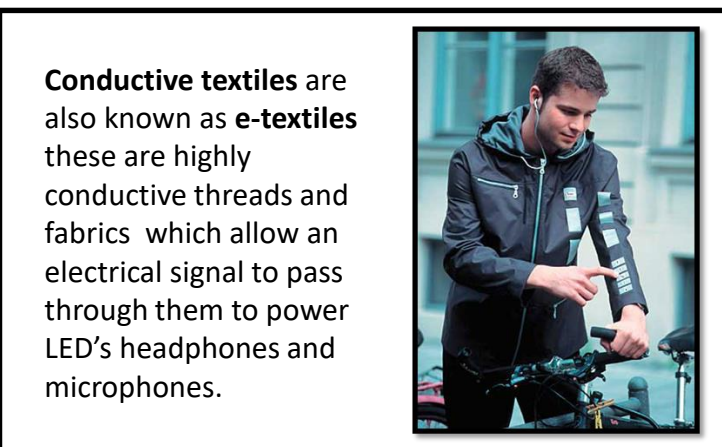 Conductive textiles are
also known as e-textiles
these are highly
conductive threads and
fabrics  which allow an
electrical signal to pass
through them to power
LED’s headphones and
microphones.